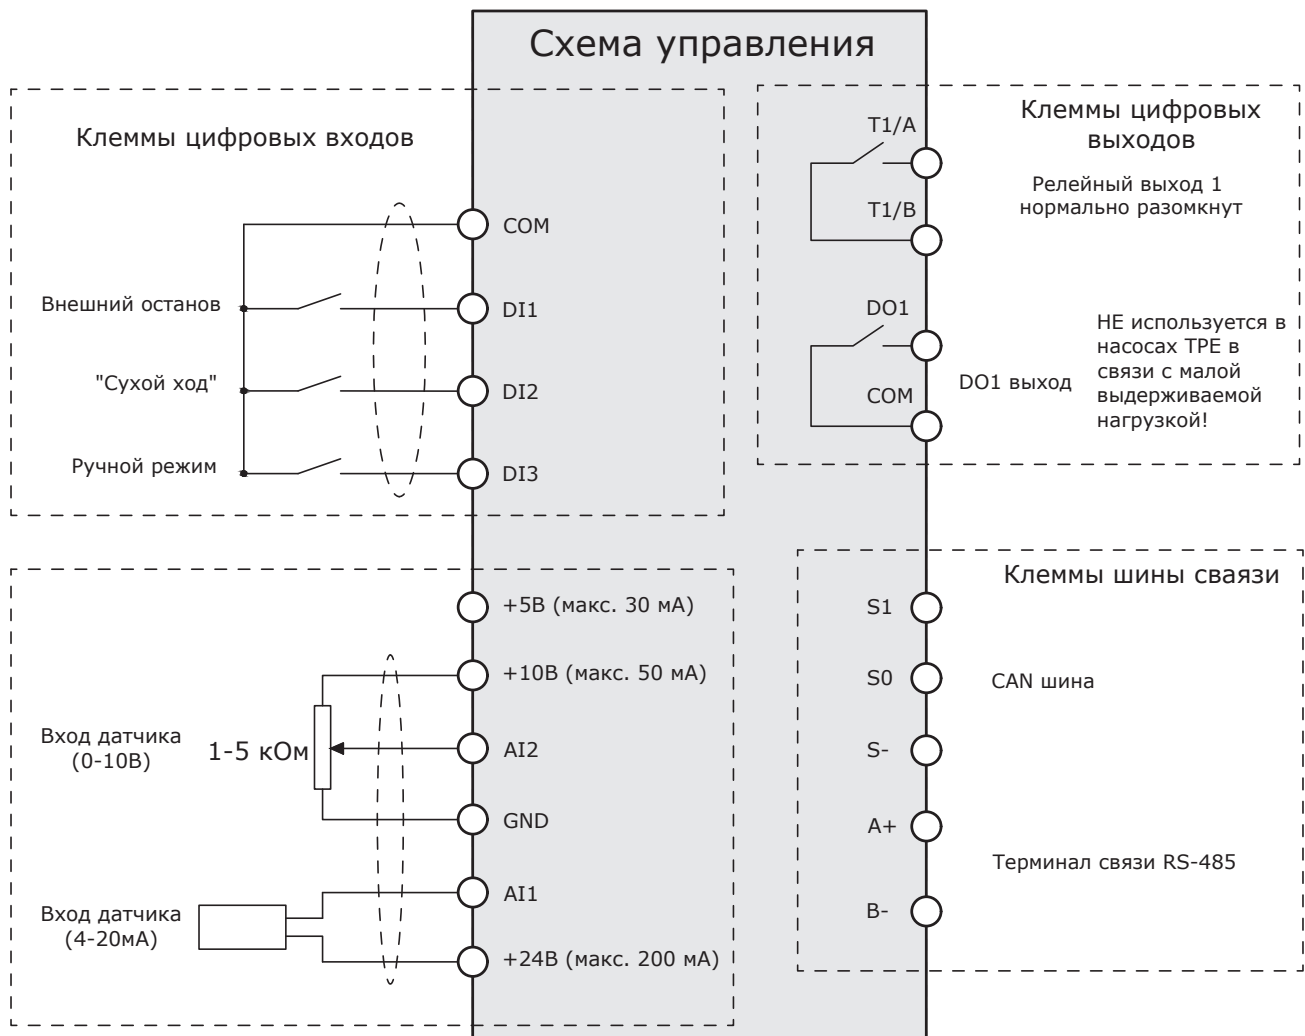 Схема управления
Клеммы цифровых входов
COM
Внешний останов
DI1
"Сухой ход"
DI2
Ручной режим
DI3
Клеммы цифровых
выходов
T1/A
Релейный выход 1
нормально разомкнут
T1/B
DO1
COM
DO1 выход
НЕ используется в
насосах TPE в
связи с малой
выдерживаемой
нагрузкой!
+5В (макс. 30 мА)
+10В (макс. 50 мА)
Вход датчика
(0-10В)
1-5 кОм
AI2
GND
AI1
Вход датчика
(4-20мА)
+24В (макс. 200 мА)
Клеммы шины сваязи
S1
S0
CAN шина
S-
A+
Терминал связи RS-485
B-